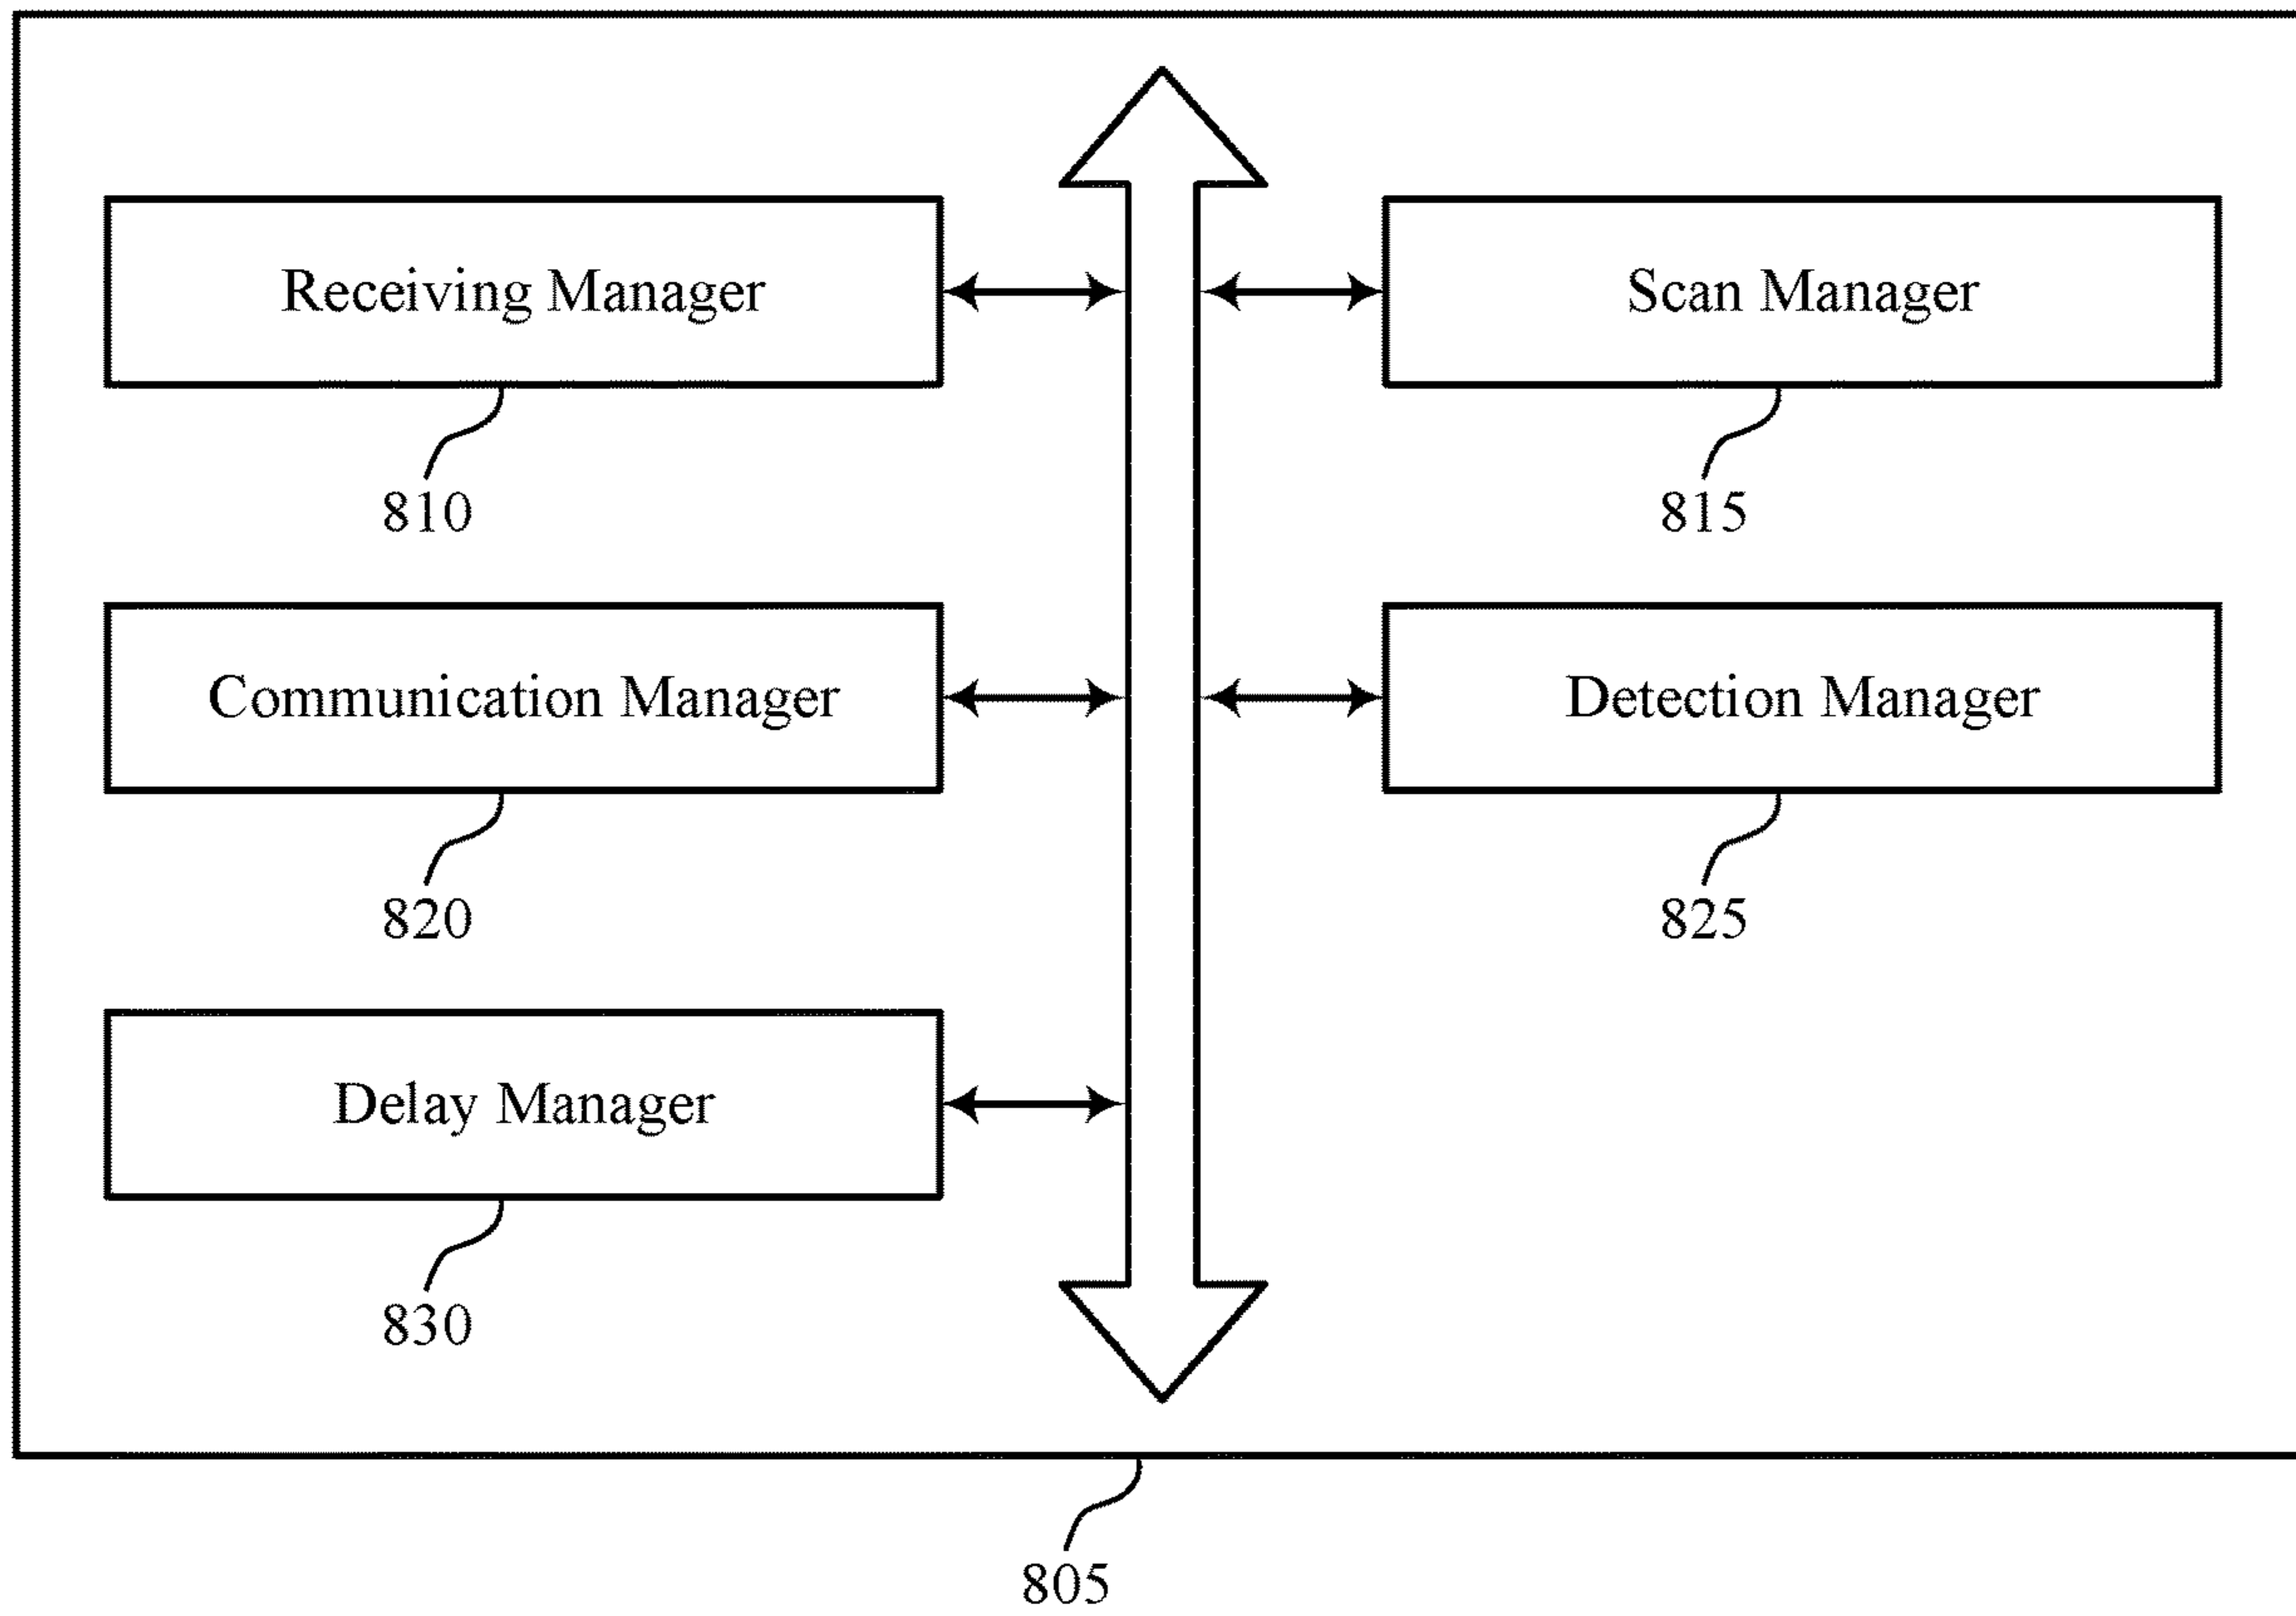 Receiving Manager
Scan Manager
810
815
Communication Manager
Detection Manager
820
825
Delay Manager
830
805